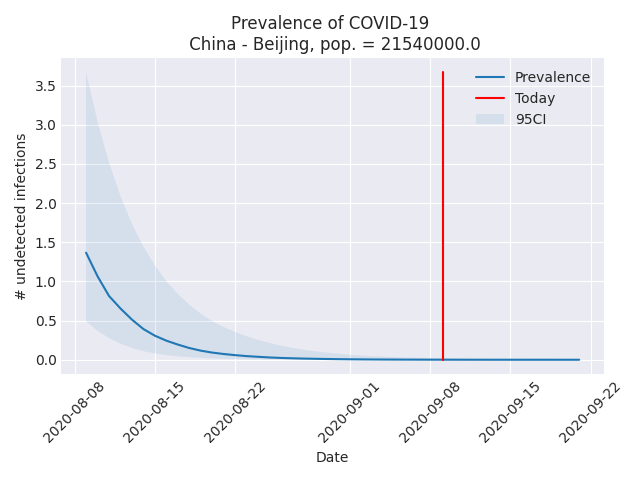 Prevalence of COVID-19
China - Beijing, pop. = 21540000.0
Prevalence
Today
95CI
# undetected infections
3.5
3.0
2.5
2.0
1.5
1.0
0.5
0.0
2020-08-08
2020-08-15
2020-08-22
2020-09-01
2020-09-08
2020-09-15
2020-09-22
Date